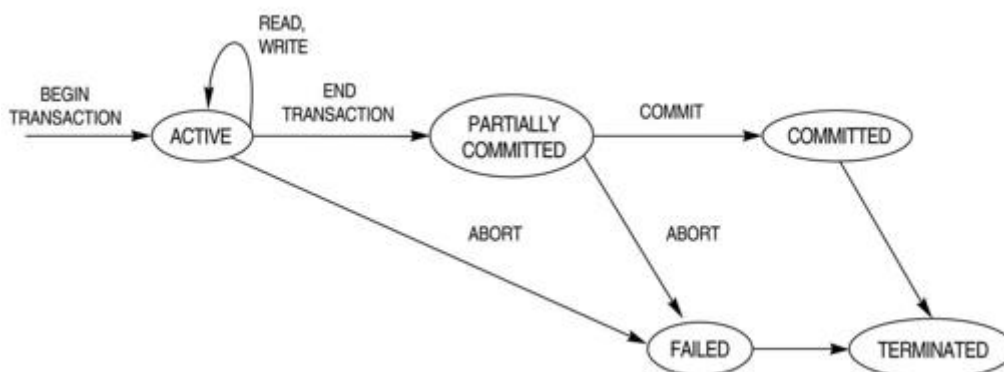 READ,
WRITE
BEGIN
TRANSACTION
END
TRANSACTION
COMMIT
ACTIVE
PARTIALLY
COMMITTED
COMMITTED
ABORT
ABORT
FAILED
TERMINATED